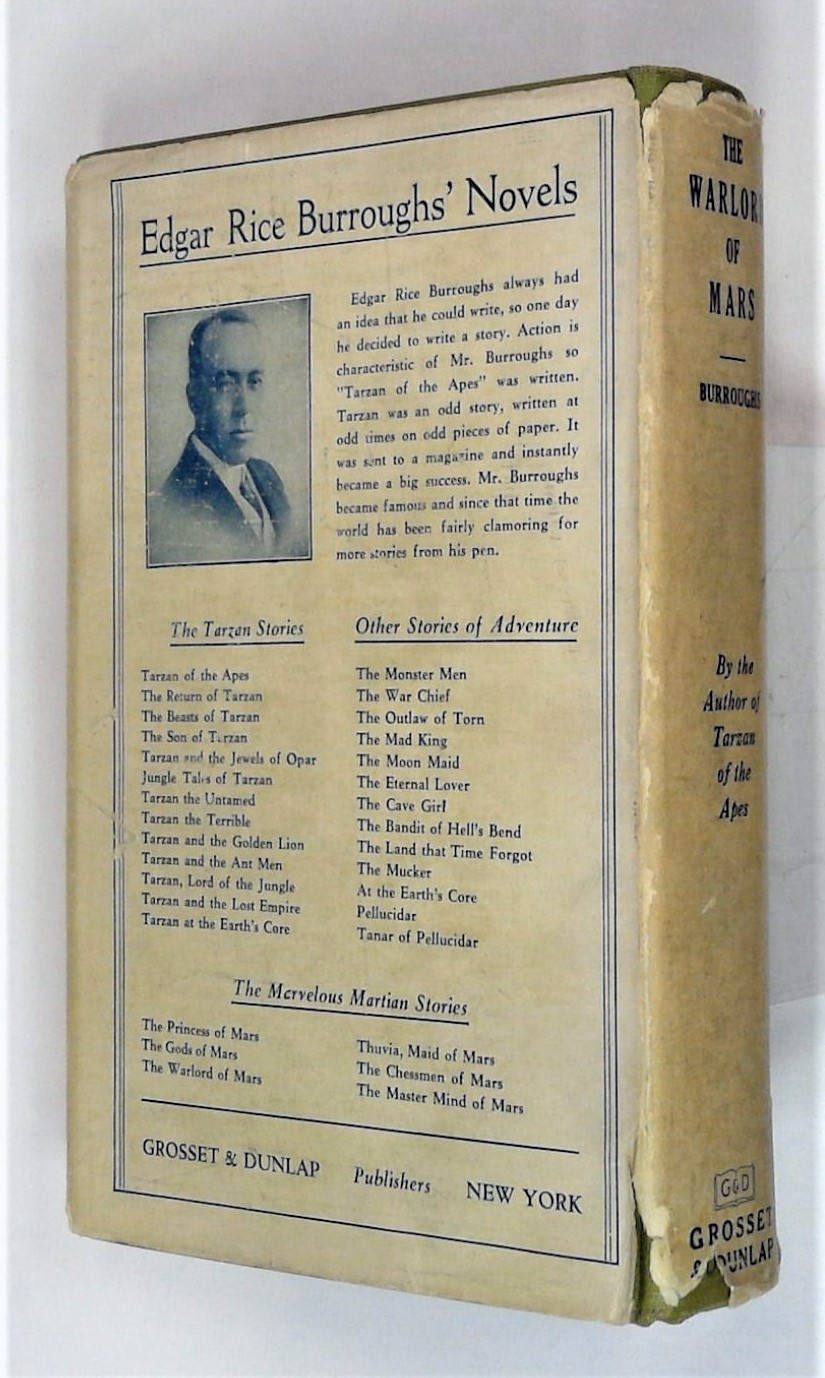 Edgar Rice Burroughs' Novels
Edgar Rice Burroughs always had
an idea that he could write, so one day
he decided to write a story. Action is
characteristic of Mr. Burroughs so
"Tarzan of the Apes" was written.
Tarzan was an odd story, written at
odd times on odd pieces of paper. It
was sent to a magazine and instantly
became a big success. Mr. Burroughs
became famous and since that time the
world has been fairly clamoring for
more stories from his pen.
The Tarzan Stories
Tarzan of the Apes
The Return of Tarzan
The Beasts of Tarzan
The Son of Tarzan
Tarzan and the Jewels of Opar
Jungle Tales of Tarzan
Tarzan the Untamed
Tarzan the Terrible
Tarzan and the Golden Lion
Tarzan and the Ant Men
Tarzan, Lord of the Jungle
Tarzan and the Lost Empire
Tarzan at the Earth's Core
Other Stories of Adventure
The Monster Men
The War Chief
The Outlaw of Torn
The Mad King
The Moon Maid
The Eternal Lover
The Cave Girl
The Bandit of Hell's Bend
The Land that Time Forgot
The Mucker
At the Earth's Core
Pellucidar
Tanar of Pellucidar
The Marvelous Martian Stories
The Princess of Mars
The Gods of Mars
The Warlord of Mars
Thuvia, Maid of Mars
The Chessmen of Mars
The Master Mind of Mars
GROSSET & DUNLAP Publishers NEW YORK
THE
WARLORD
OF
MARS
BURROUGHS
By the
Author of
Tarzan
of the
Apes
G&D
GROSSET
& DUNLAP